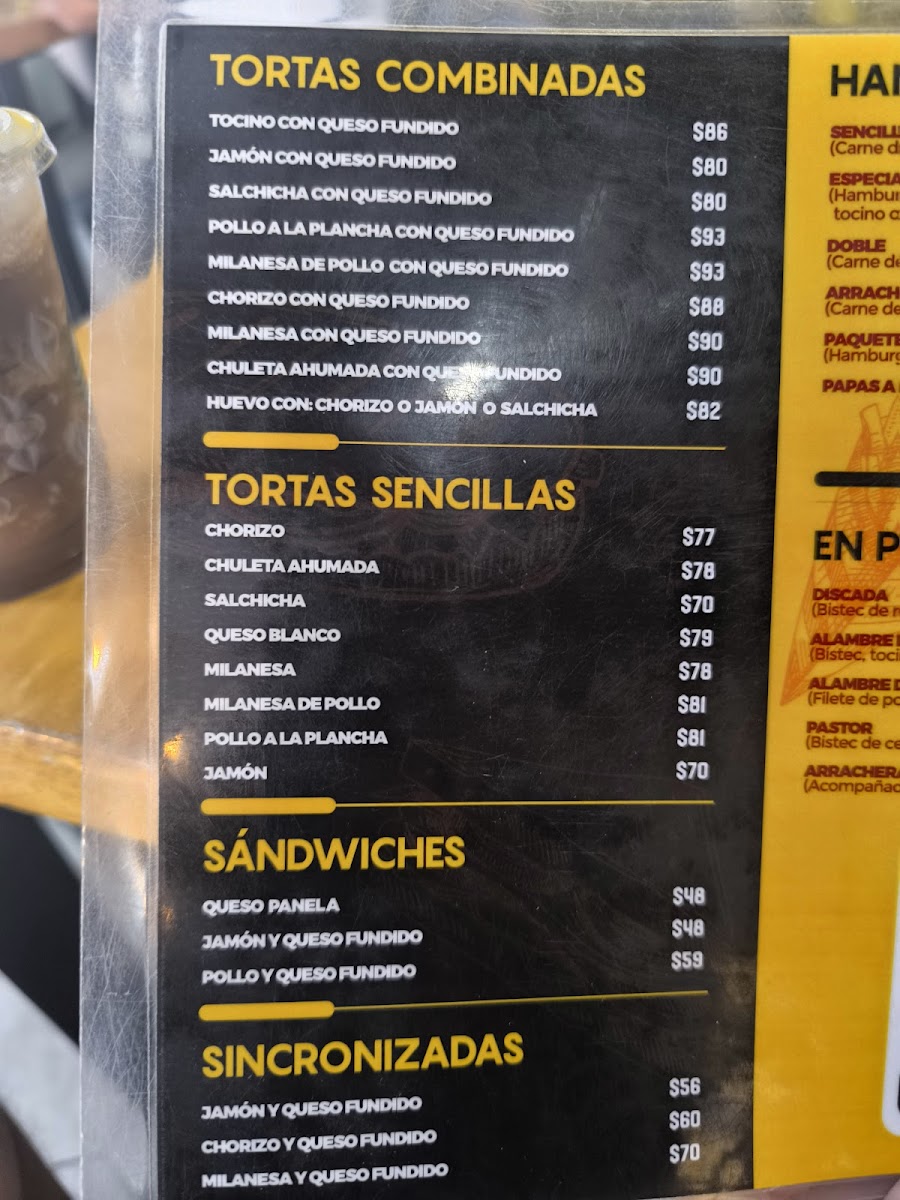 TORTAS COMBINADAS
TOCINO CON QUESO FUNDIDO $86
JAMÓN CON QUESO FUNDIDO $80
SALCHICHA CON QUESO FUNDIDO $80
POLLO A LA PLANCHA CON QUESO FUNDIDO $93
MILANESA DE POLLO CON QUESO FUNDIDO $93
CHORIZO CON QUESO FUNDIDO $88
MILANESA CON QUESO FUNDIDO $90
CHULETA AHUMADA CON QUESO FUNDIDO $90
HUEVO CON: CHORIZO O JAMÓN O SALCHICHA $82
TORTAS SENCILLAS
CHORIZO $77
CHULETA AHUMADA $78
SALCHICHA $70
QUESO BLANCO $79
MILANESA $78
MILANESA DE POLLO $81
POLLO A LA PLANCHA $81
JAMÓN $70
SÁNDWICHES
QUESO PANELA $48
JAMÓN Y QUESO FUNDIDO $48
POLLO Y QUESO FUNDIDO $59
SINCRONIZADAS
JAMÓN Y QUESO FUNDIDO $56
CHORIZO Y QUESO FUNDIDO $60
MILANESA Y QUESO FUNDIDO $70
(Carne
(Hambur
tocino
DOBLE
(Carne de
ARRACH
(Carne de
PAQUETE
(Hamburg
PAPAS A
EN P
DISCADA
(Bistec de
ALAMBRE
(Bistec, toci
ALAMBRE D
(Filete de po
PASTOR
(Bistec de ce
ARRACHERA
(Acompañad